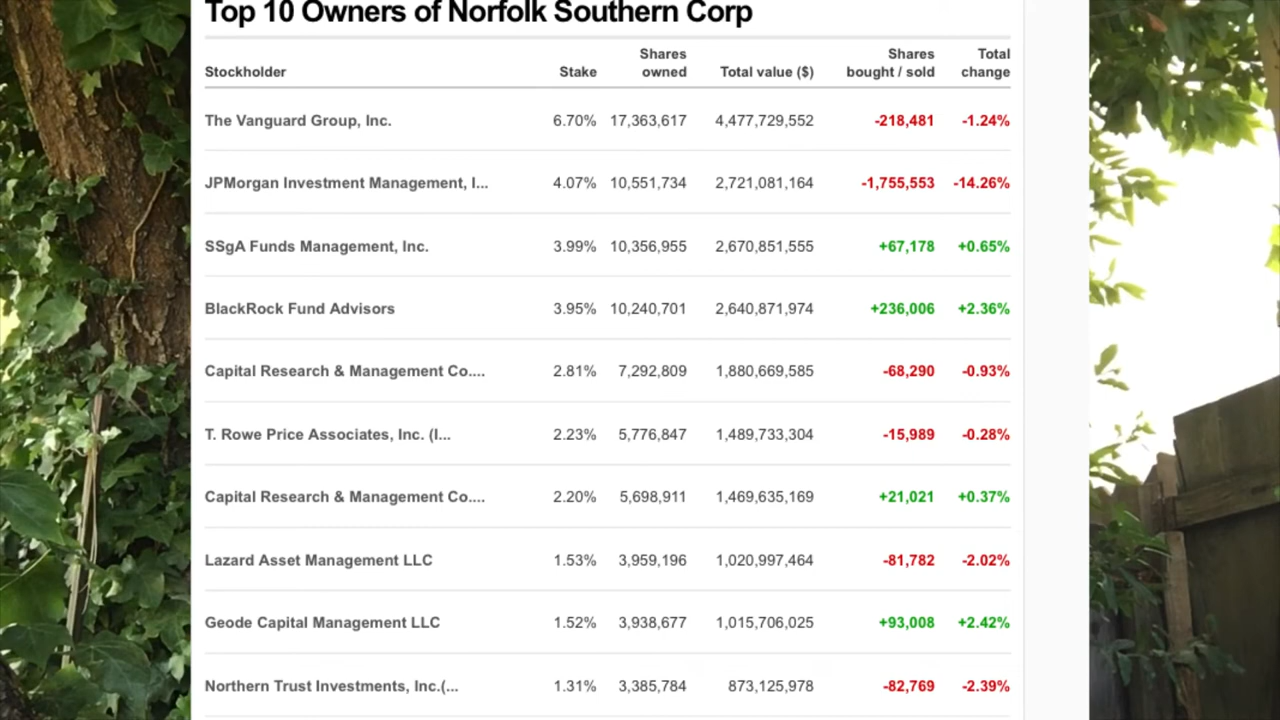 Top 10 Owners of Norfolk Southern Corp
Stockholder Stake Shares owned Total value ($) Shares bought / sold Total change
The Vanguard Group, Inc. 6.70% 17,363,617 4,477,729,552 -218,481 -1.24%
JPMorgan Investment Management, I... 4.07% 10,551,734 2,721,081,164 -1,755,553 -14.26%
SSgA Funds Management, Inc. 3.99% 10,356,955 2,670,851,555 +67,178 +0.65%
BlackRock Fund Advisors 3.95% 10,240,701 2,640,871,974 +236,006 +2.36%
Capital Research & Management Co.... 2.81% 7,292,809 1,880,669,585 -68,290 -0.93%
T. Rowe Price Associates, Inc. (I... 2.23% 5,776,847 1,489,733,304 -15,989 -0.28%
Capital Research & Management Co.... 2.20% 5,698,911 1,469,635,169 +21,021 +0.37%
Lazard Asset Management LLC 1.53% 3,959,196 1,020,997,464 -81,782 -2.02%
Geode Capital Management LLC 1.52% 3,938,677 1,015,706,025 +93,008 +2.42%
Northern Trust Investments, Inc.(... 1.31% 3,385,784 873,125,978 -82,769 -2.39%